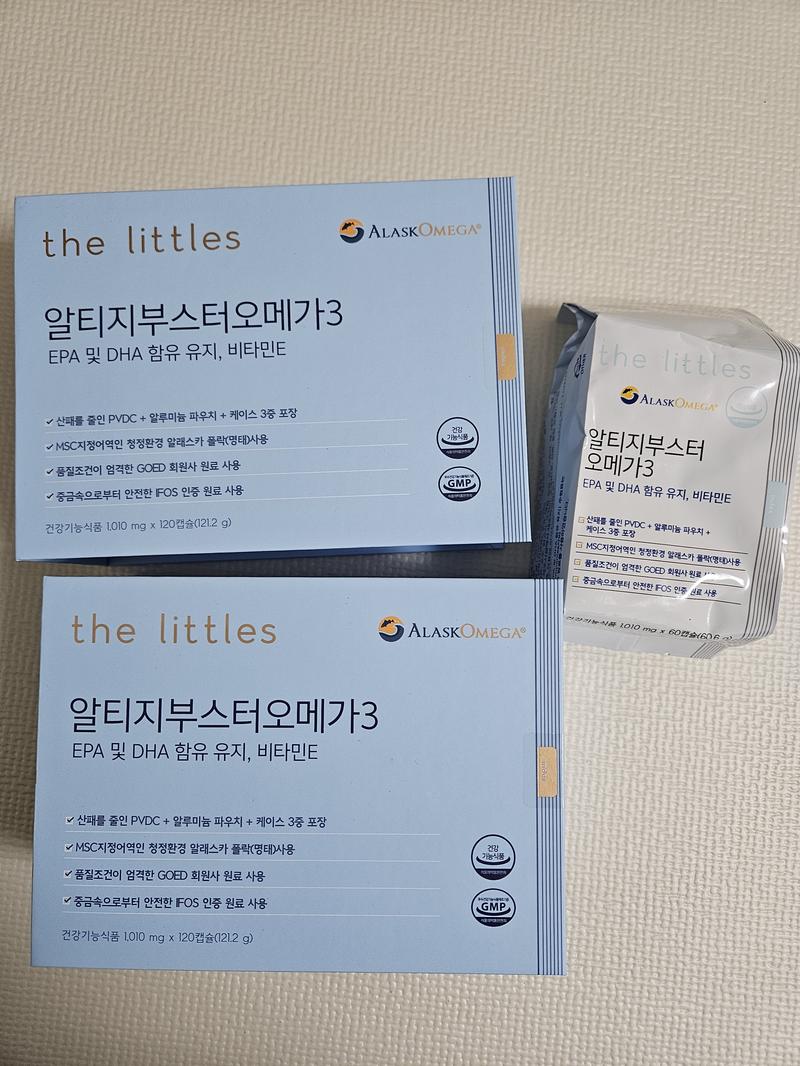 the littles
ALASKOMEGA®
알티지부스터오메가3
EPA 및 DHA 함유 유지, 비타민E
산패를 줄인 PVDC + 알루미늄 파우치 + 케이스 3중 포장
MSC지정어역인 청정환경 알래스카 폴락(명태)사용
품질조건이 엄격한 GOED 회원사 원료 사용
중금속으로부터 안전한 IFOS 인증 원료 사용
건강기능식품 1,010 mg x 120캡슐(121.2 g)
건강
기능식품
GMP
the littles
ALASKOMEGA®
알티지부스터
오메가3
EPA 및 DHA 함유 유지, 비타민E
산패를 줄인 PVDC + 알루미늄 파우치 +
케이스 3중 포장
MSC지정어역인 청정환경 알래스카 폴락(명태)사용
품질조건이 엄격한 GOED 회원사 원료
중금속으로부터 안전한 IFOS 인증 원료 사용
건강기능식품 1,010 mg x 60캡슐(60.6 g)
the littles
ALASKOMEGA®
알티지부스터오메가3
EPA 및 DHA 함유 유지, 비타민E
산패를 줄인 PVDC + 알루미늄 파우치 + 케이스 3중 포장
MSC지정어역인 청정환경 알래스카 폴락(명태)사용
품질조건이 엄격한 GOED 회원사 원료 사용
중금속으로부터 안전한 IFOS 인증 원료 사용
건강기능식품 1,010 mg x 120캡슐(121.2 g)
건강
기능식품
GMP